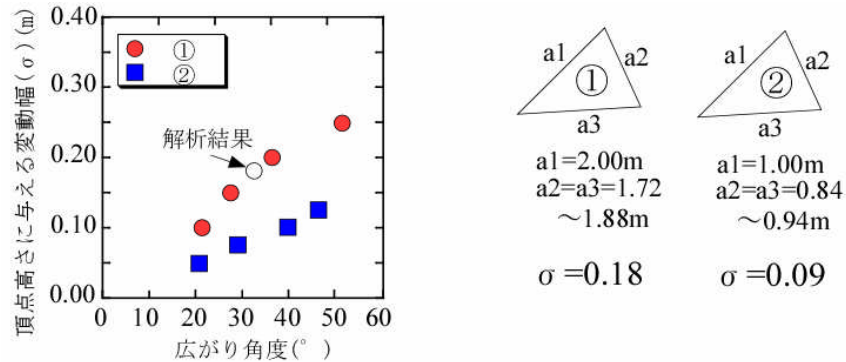 頂点高さに与える変動幅(σ)(m)
0.40
0.30
0.20
0.10
0.00
①
②
解析結果
0 10 20 30 40 50 60
広がり角度(°)
a1
a2
①
a3
a1=2.00m
a2=a3=1.72
～1.88m
σ=0.18
a1
a2
②
a3
a1=1.00m
a2=a3=0.84
～0.94m
σ=0.09